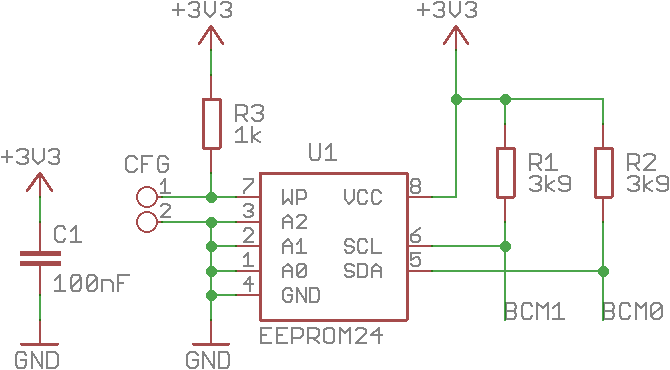 +3V3
+3V3
R3
1k
+3V3
CFG
1
2
U1
R1
3k9
R2
3k9
7
WP
VCC
8
3
A2
2
A1
SCL
6
1
A0
SDA
5
4
GND
C1
100nF
BCM1
BCM0
EEPROM24
GND
GND